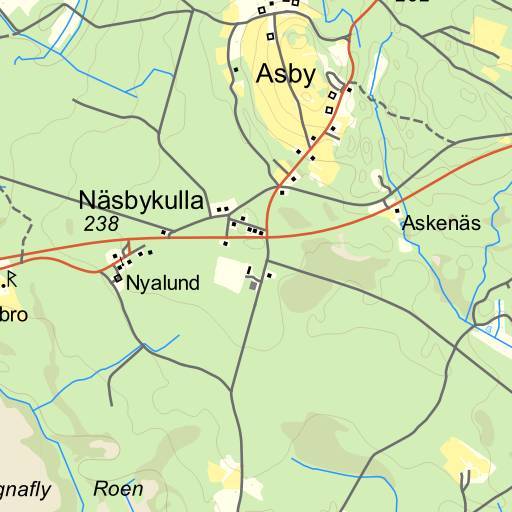 Asby
Näsbykulla
238
Askenäs
Nyalund
R
bro
gnafly
Roen